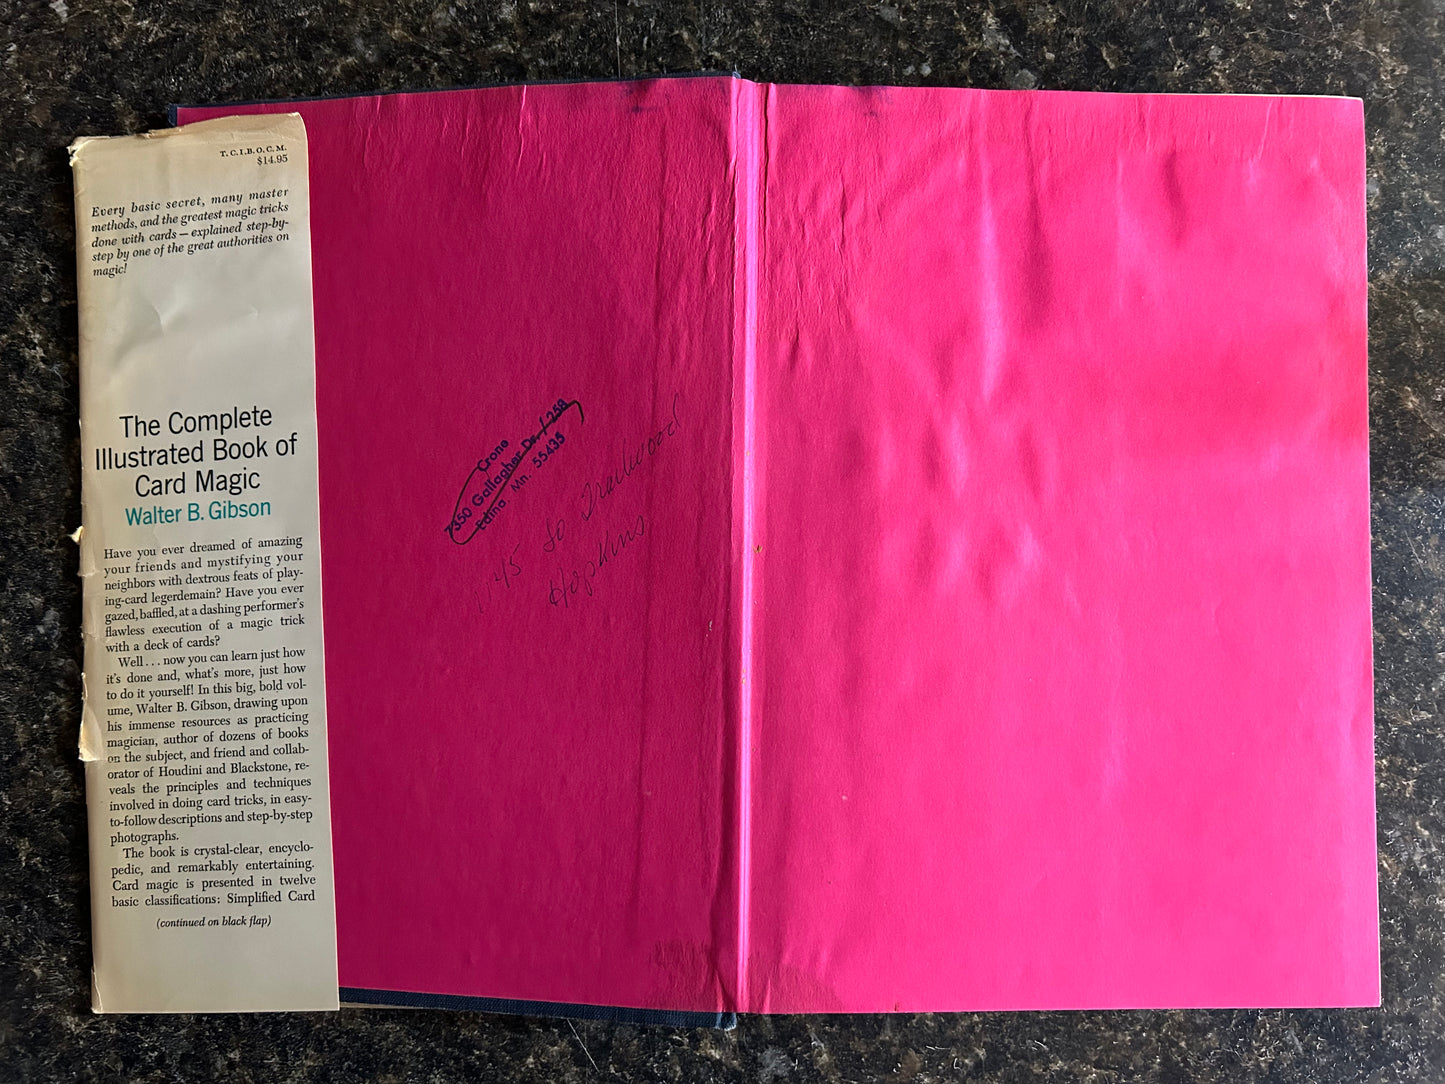 T.C.I.B.O.C.M.
$14.95
Every basic secret, many master
methods, and the greatest magic tricks
done with cards — explained step-by-
step by one of the great authorities on
magic!
The Complete
Illustrated Book of
Card Magic
Walter B. Gibson
Have you ever dreamed of amazing
your friends and mystifying your
neighbors with dextrous feats of play-
ing-card legerdemain? Have you ever
gazed, baffled, at a dashing performer's
flawless execution of a magic trick
with a deck of cards?
Well... now you can learn just how
it's done and, what's more, just how
to do it yourself! In this big, bold vol-
ume, Walter B. Gibson, drawing upon
his immense resources as practicing
magician, author of dozens of books
on the subject, and friend and collab-
orator of Houdini and Blackstone, re-
veals the principles and techniques
involved in doing card tricks, in easy-
to-follow descriptions and step-by-step
photographs.
The book is crystal-clear, encyclo-
pedic, and remarkably entertaining.
Card magic is presented in twelve
basic classifications: Simplified Card
(continued on black flap)
Crone
7350 Gallagher Dr. / 258
Edina Mn. 55435
Hopkins